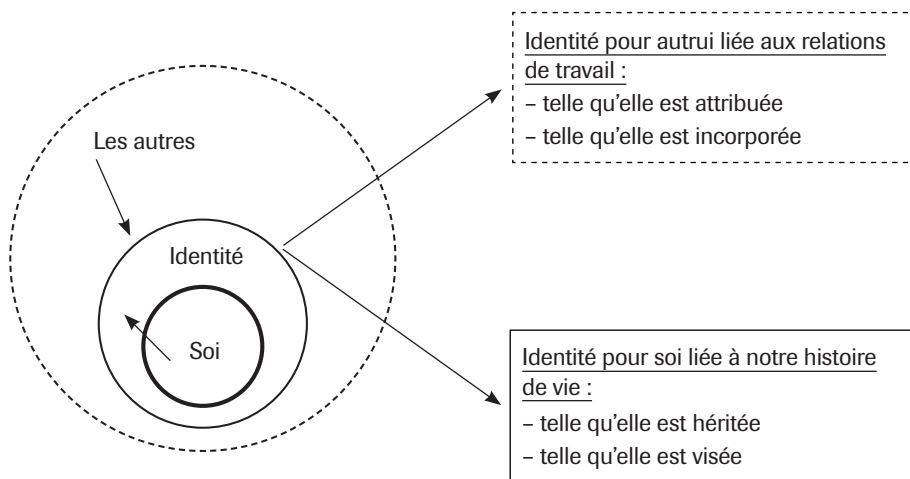 Identité pour autrui liée aux relations
de travail :
– telle qu’elle est attribuée
– telle qu’elle est incorporée
Les autres
Identité
Soi
Identité pour soi liée à notre histoire
de vie :
– telle qu’elle est héritée
– telle qu’elle est visée